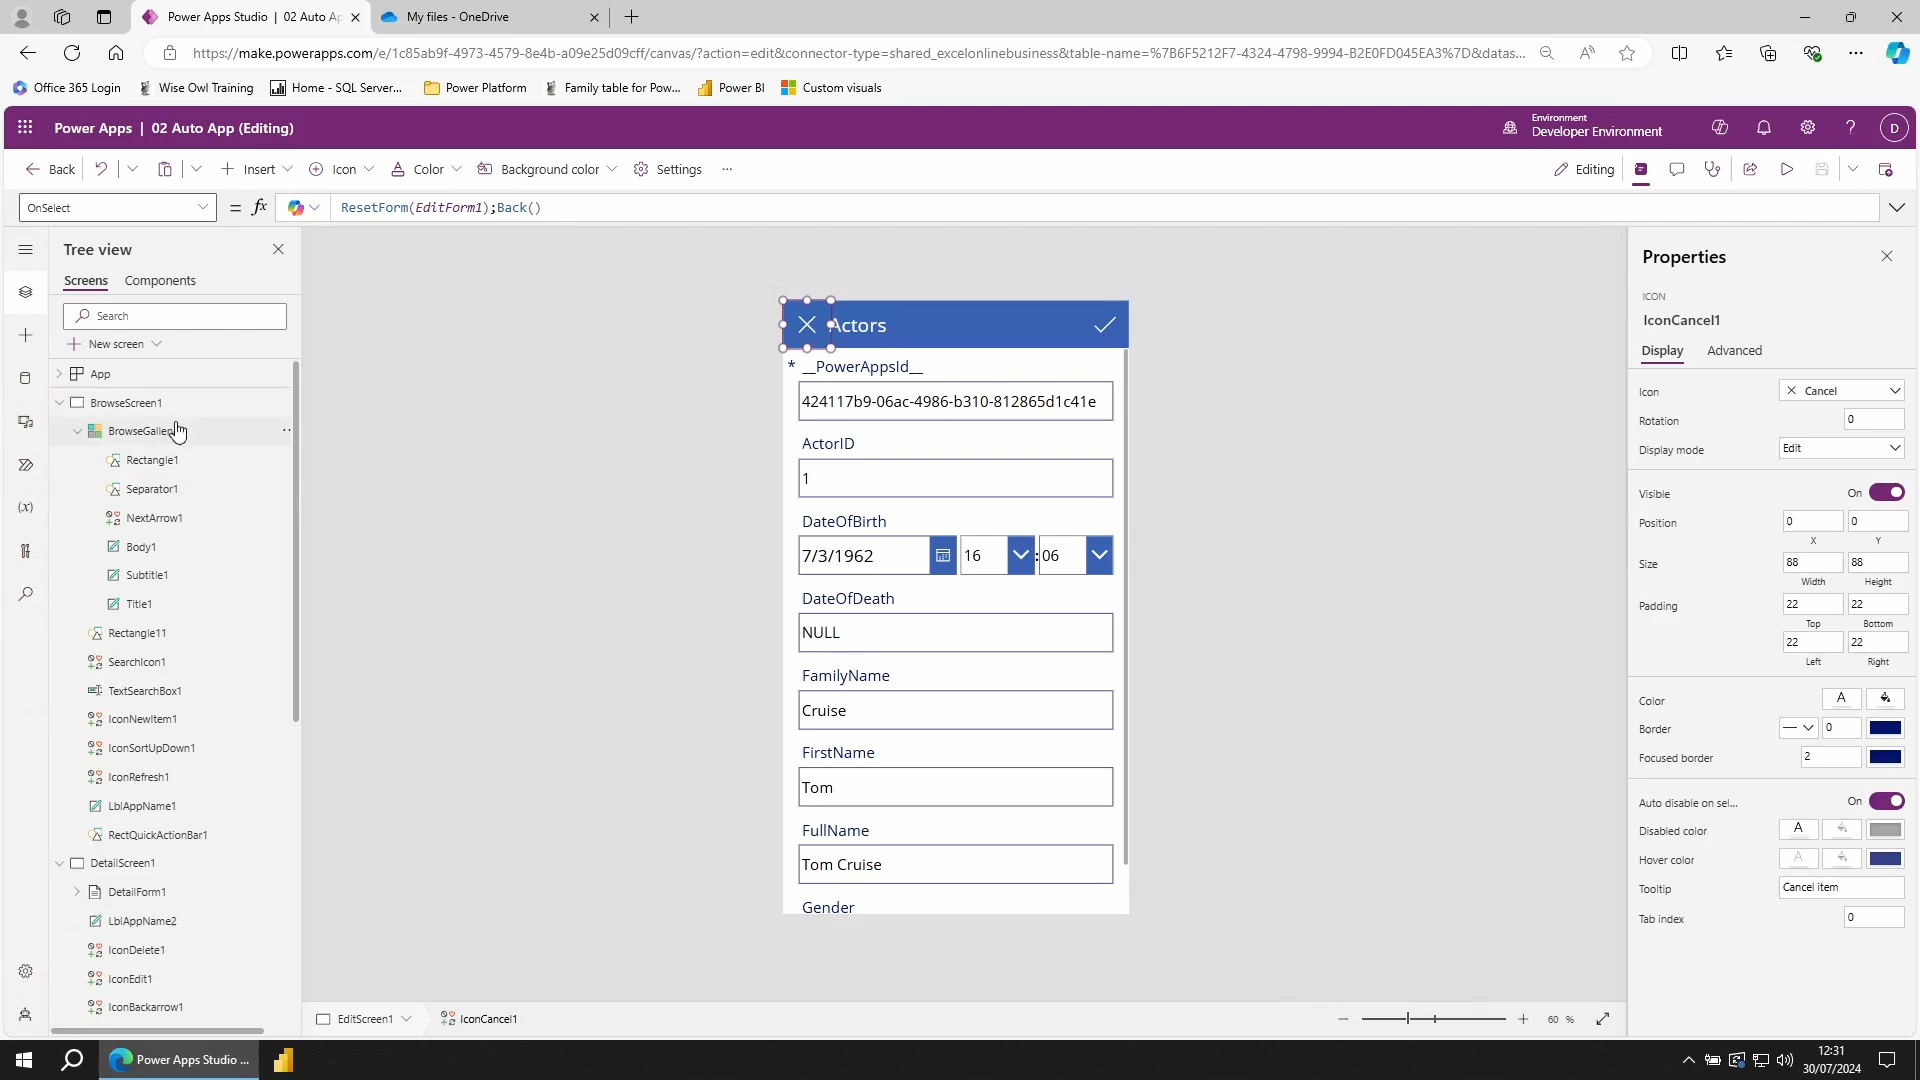 Power Apps Studio | 02 Auto Ap
My files - OneDrive
https://make.powerapps.com/e/1c85ab9f-4973-4579-8e4b-a09e25d09cff/canvas/?action=edit&connector-type=shared_excelonlinebusiness&table-name=%7B6F5212F7-4324-4798-9994-B2E0FD045EA3%7D&datas...
Office 365 Login
Wise Owl Training
Home - SQL Server...
Power Platform
Family table for Pow...
Power BI
Custom visuals
Power Apps | 02 Auto App (Editing)
Environment
Developer Environment
D
Back
Insert
Icon
Color
Background color
Settings
...
Editing
OnSelect
= fx
ResetForm(EditForm1);Back()
Tree view
Screens
Components
Search
New screen
App
BrowseScreen1
BrowseGaller
Rectangle1
Separator1
NextArrow1
Body1
Subtitle1
Title1
Rectangle11
SearchIcon1
TextSearchBox1
IconNewItem1
IconSortUpDown1
IconRefresh1
LblAppName1
RectQuickActionBar1
DetailScreen1
DetailForm1
LblAppName2
IconDelete1
IconEdit1
IconBackarrow1
Actors
* __PowerAppsId__
424117b9-06ac-4986-b310-812865d1c41e
ActorID
1
DateOfBirth
7/3/1962
16
:
06
DateOfDeath
NULL
FamilyName
Cruise
FirstName
Tom
FullName
Tom Cruise
Gender
EditScreen1
IconCancel1
60 %
Properties
ICON
IconCancel1
Display
Advanced
Icon
Cancel
Rotation
0
Display mode
Edit
Visible
On
Position
0
0
X
Y
Size
88
88
Width
Height
Padding
22
22
Top
Bottom
22
22
Left
Right
Color
A
Border
0
Focused border
2
Auto disable on sel...
On
Disabled color
A
Hover color
A
Tooltip
Cancel item
Tab index
0
Power Apps Studio ...
12:31
30/07/2024